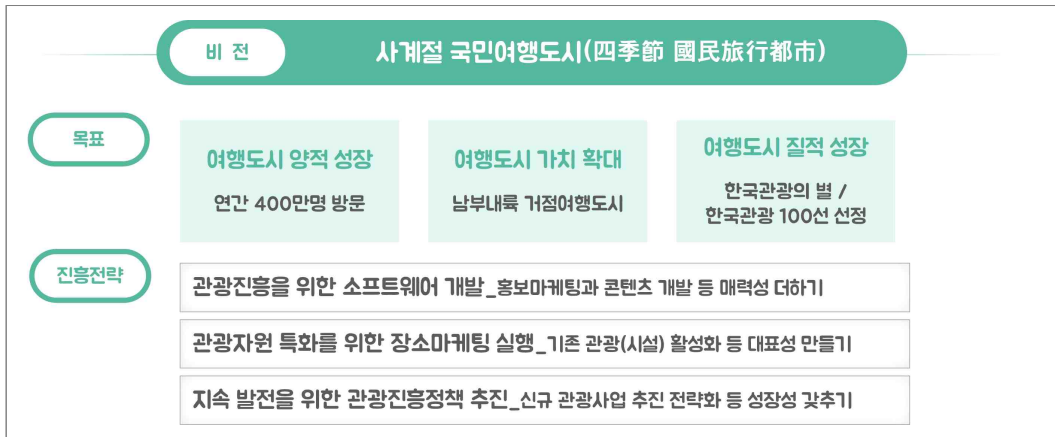 비 전
사계절 국민여행도시(四季節 國民旅行都市)
목표
여행도시 양적 성장
연간 400만명 방문
여행도시 가치 확대
남부내륙 거점여행도시
여행도시 질적 성장
한국관광의 별 /
한국관광 100선 선정
진흥전략
관광진흥을 위한 소프트웨어 개발_홍보마케팅과 콘텐츠 개발 등 매력성 더하기
관광자원 특화를 위한 장소마케팅 실행_기존 관광(시설) 활성화 등 대표성 만들기
지속 발전을 위한 관광진흥정책 추진_신규 관광사업 추진 전략화 등 성장성 갖추기